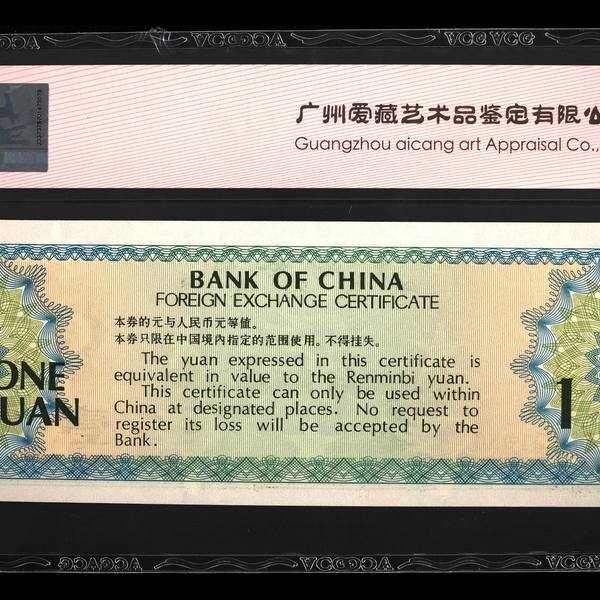 ACG ACG
广州爱藏艺术品鉴定有限公
Guangzhou aicang art Appraisal Co.,
BANK OF CHINA
FOREIGN EXCHANGE CERTIFICATE
本券的元与人民币元等值。
本券只限在中国境内指定的范围使用。不得挂失。
The yuan expressed in this certificate is
equivalent in value to the Renminbi yuan.
This certificate can only be used within
China at designated places. No request to
register its loss will be accepted by the
Bank.
ONE
YUAN
1